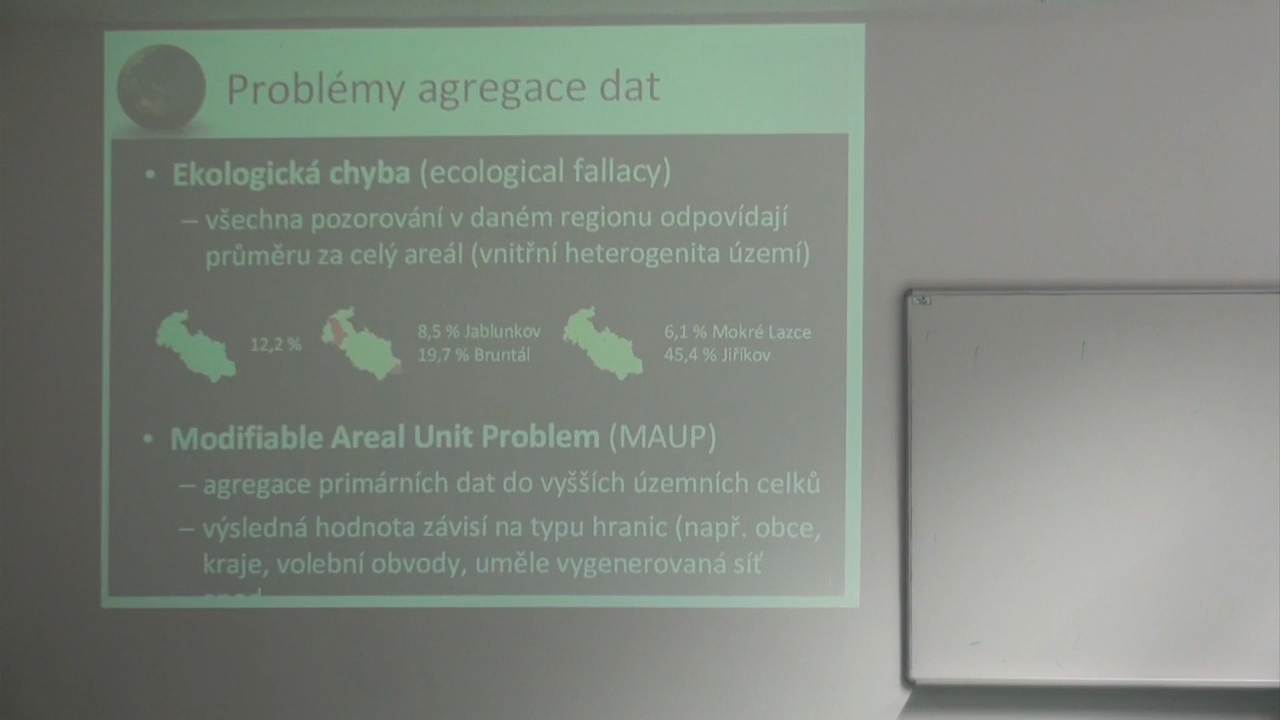 Problémy agregace dat
• Ekologická chyba (ecological fallacy)
– všechna pozorování v daném regionu odpovídají
průměru za celý areál (vnitřní heterogenita území)
12,2 %
8,5 % Jablunkov
19,7 % Bruntál
6,1 % Mokré Lazce
45,4 % Jiříkov
• Modifiable Areal Unit Problem (MAUP)
– agregace primárních dat do vyšších územních celků
– výsledná hodnota závisí na typu hranic (např. obce,
kraje, volební obvody, uměle vygenerovaná síť